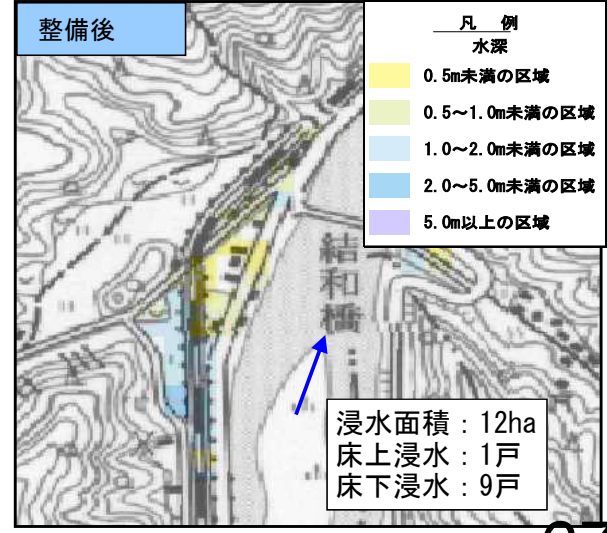 整備後
凡 例
水深
0.5m未満の区域
0.5～1.0m未満の区域
1.0～2.0m未満の区域
2.0～5.0m未満の区域
5.0m以上の区域
結和橋
浸水面積：12ha
床上浸水：1戸
床下浸水：9戸